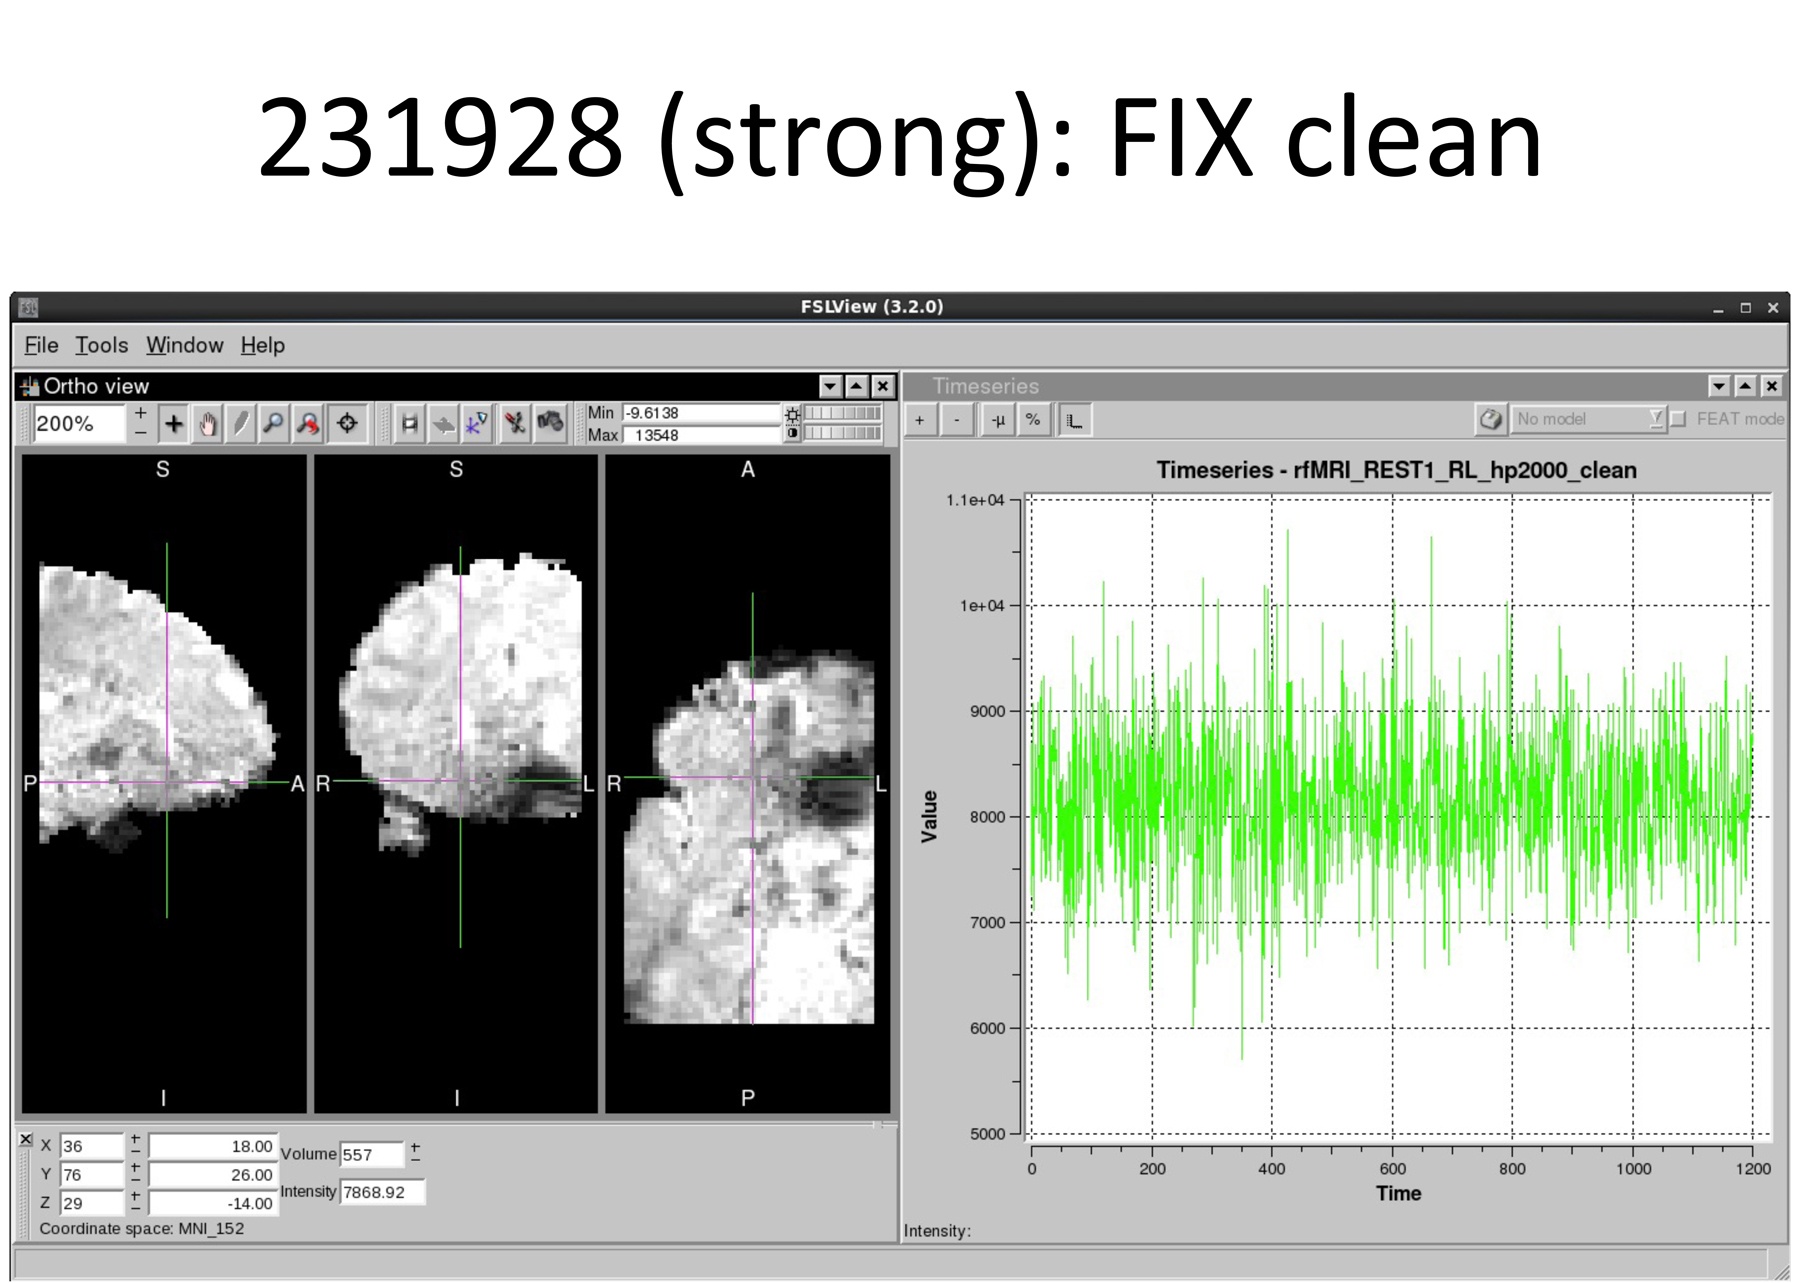 231928 (strong): FIX clean
FSL
FSLView (3.2.0)
File Tools Window Help
Ortho view
200%
+
−
Min -9.6138
Max 13548
S
P
A
I
S
R
L
I
A
R
L
P
X 36 18.00
Y 76 26.00
Z 29 -14.00
Volume 557
Intensity 7868.92
Coordinate space: MNI_152
Timeseries
+ - -μ % No model FEAT mode
Timeseries - rfMRI_REST1_RL_hp2000_clean
1.1e+04
1e+04
9000
8000
7000
6000
5000
Value
0 200 400 600 800 1000 1200
Time
Intensity: